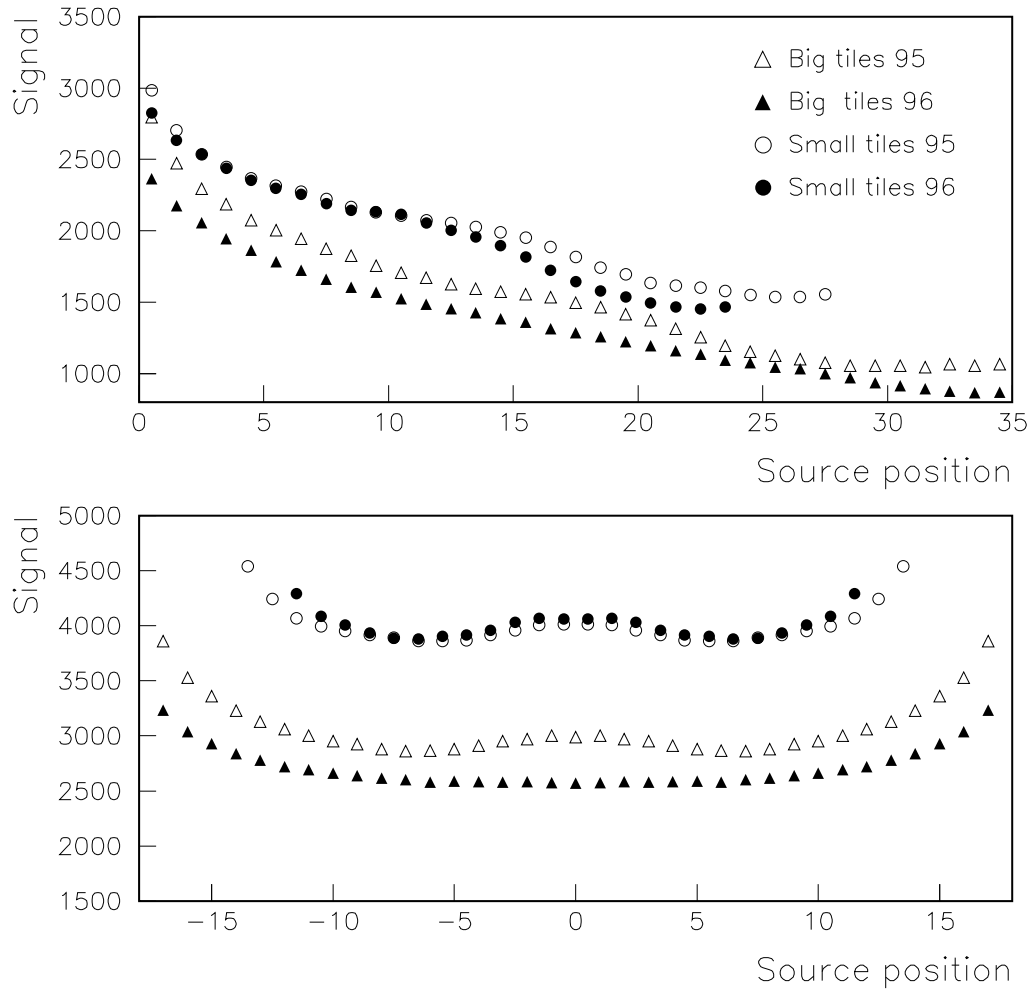 Signal
3500
3000
2500
2000
1500
1000
Big tiles 95
Big tiles 96
Small tiles 95
Small tiles 96
0 5 10 15 20 25 30 35
Source position
Signal
5000
4500
4000
3500
3000
2500
2000
1500
−15 −10 −5 0 5 10 15
Source position